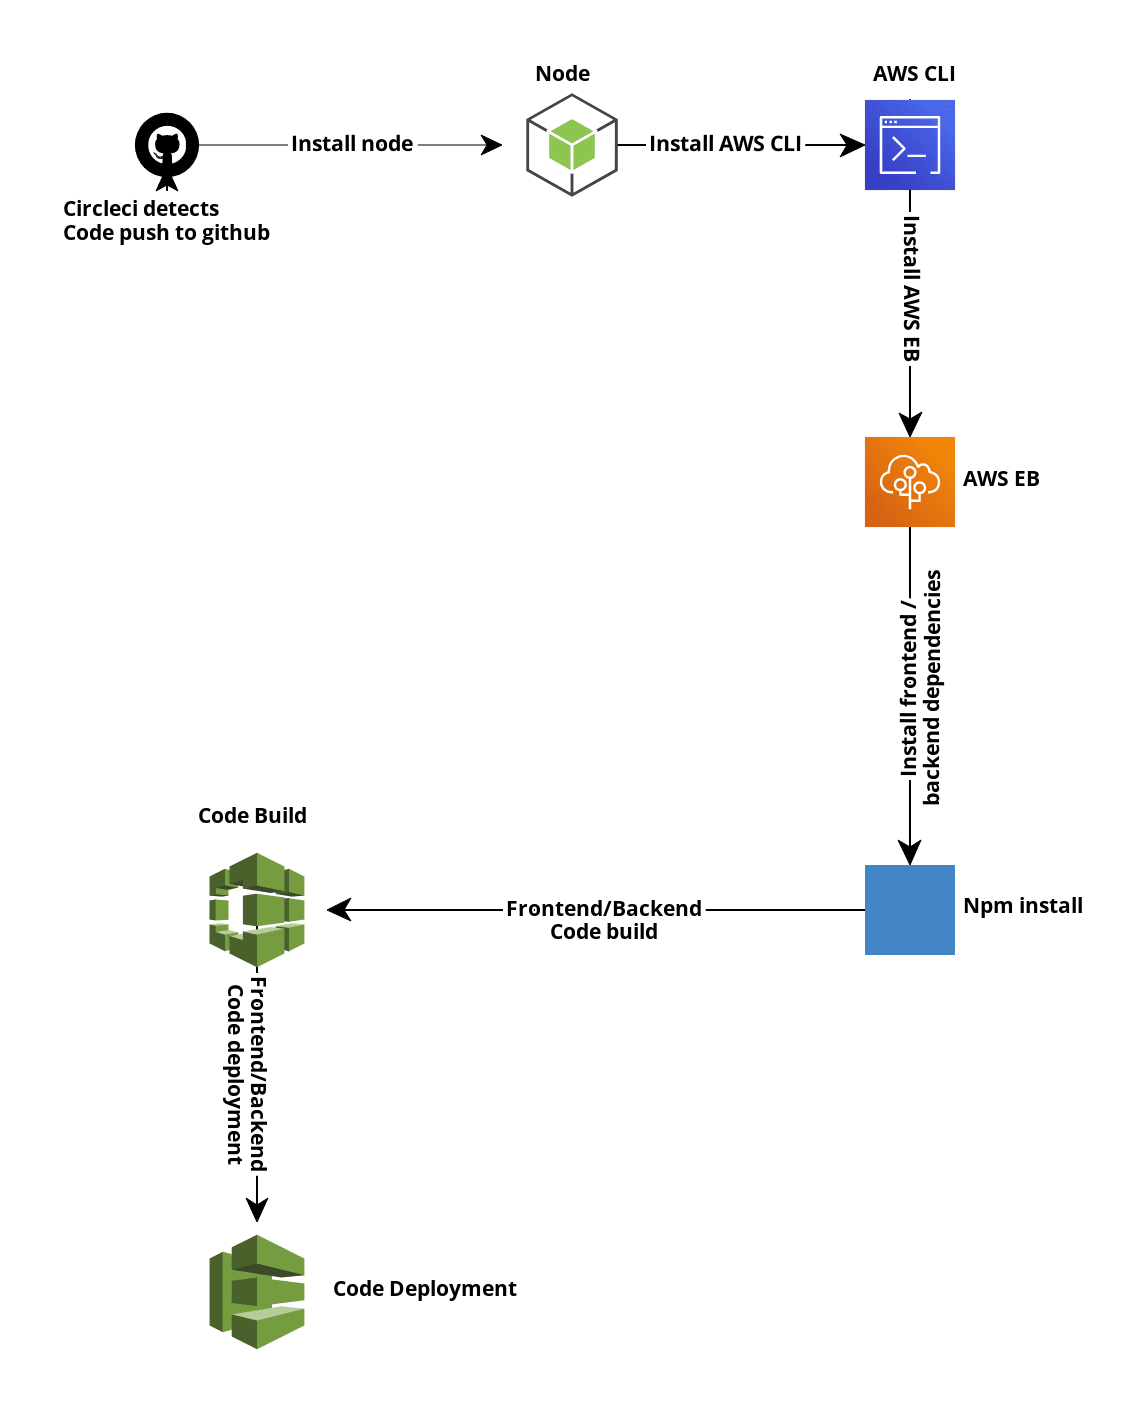 Node
AWS CLI
Install node
Install AWS CLI
Circleci detects
Code push to github
Install AWS EB
AWS EB
Install frontend /
backend dependencies
Code Build
Npm install
Frontend/Backend
Code build
Frontend/Backend
Code deployment
Code Deployment